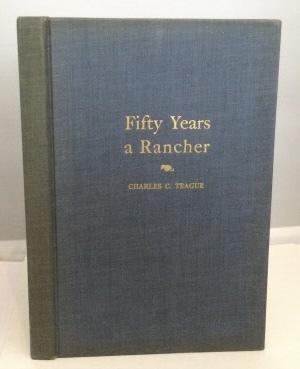 Fifty Years
a Rancher
CHARLES C. TEAGUE